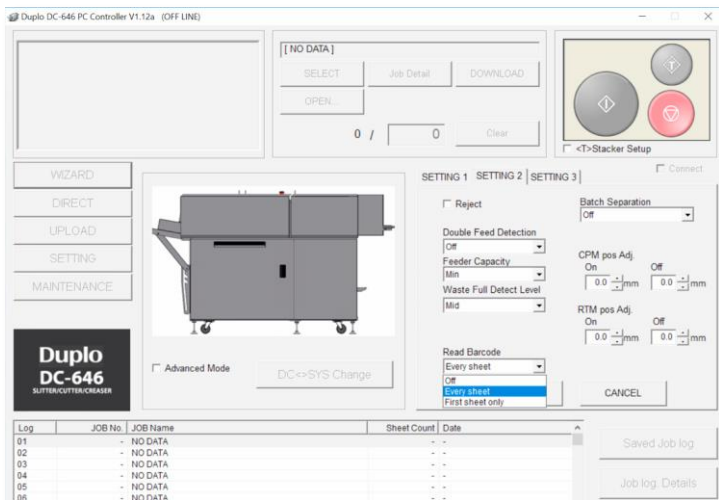 Duplo DC-646 PC Controller V1.12a (OFF LINE)
[ NO DATA ]
SELECT
Job Detail
DOWNLOAD
OPEN...
0 / 0
Clear
T
<T>Stacker Setup
WIZARD
DIRECT
UPLOAD
SETTING
MAINTENANCE
Duplo
DC-646
SLITTER/CUTTER/CREASER
Advanced Mode
DC<=>SYS Change
Connect
SETTING 1
SETTING 2
SETTING 3
Reject
Batch Separation
Off
Double Feed Detection
Off
Feeder Capacity
Min
Waste Full Detect Level
Mid
CPM pos Adj.
On Off
0.0 mm 0.0 mm
RTM pos Adj.
On Off
0.0 mm 0.0 mm
Read Barcode
Every sheet
Off
Every sheet
First sheet only
CANCEL
Log JOB No. JOB Name Sheet Count Date
01 - NO DATA - -
02 - NO DATA - -
03 - NO DATA - -
04 - NO DATA - -
05 - NO DATA - -
06 - NO DATA - -
Saved Job log
Job log. Details